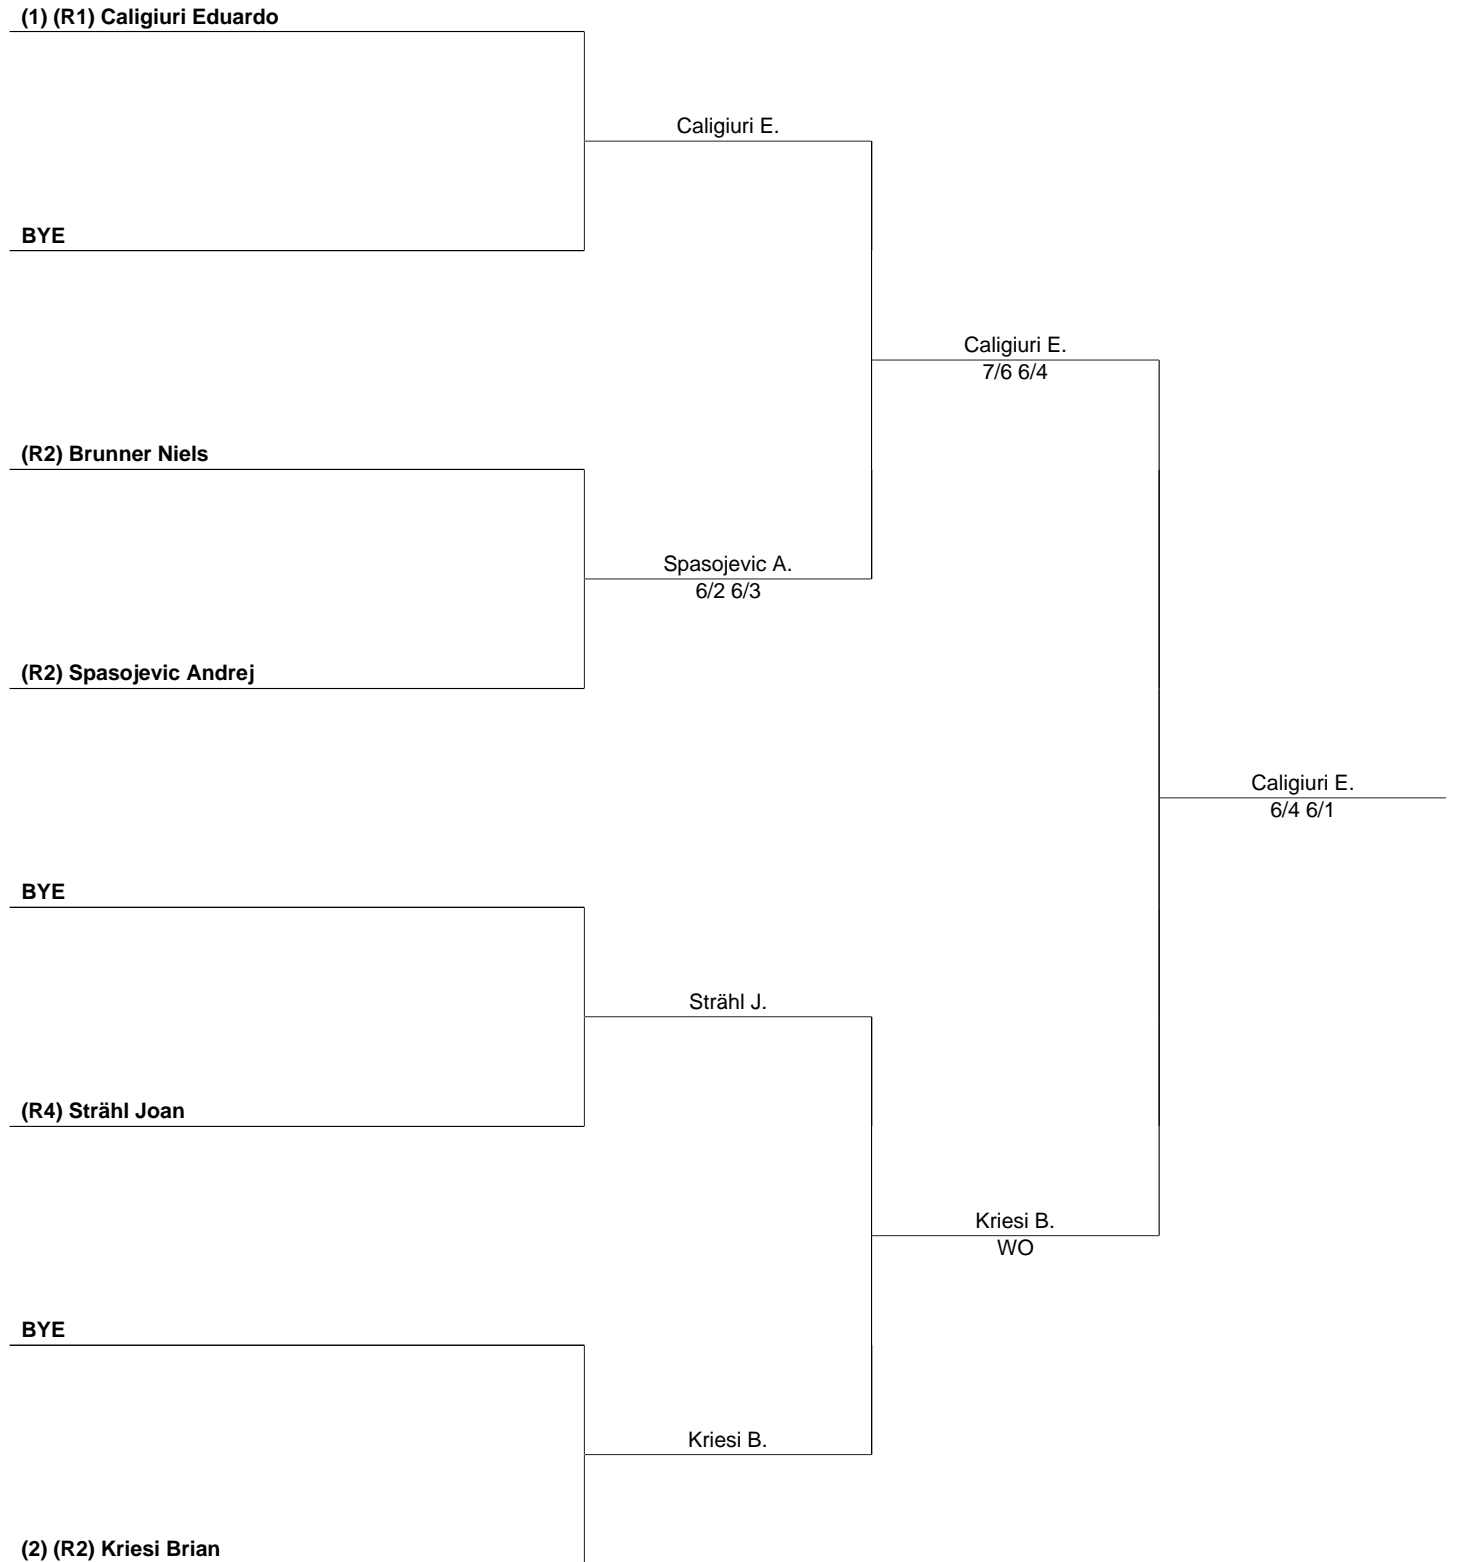 (1) (R1) Caligiuri Eduardo
Caligiuri E.
BYE
Caligiuri E.
7/6 6/4
(R2) Brunner Niels
Spasojevic A.
6/2 6/3
(R2) Spasojevic Andrej
Caligiuri E.
6/4 6/1
BYE
Strähl J.
(R4) Strähl Joan
Kriesi B.
WO
BYE
Kriesi B.
(2) (R2) Kriesi Brian